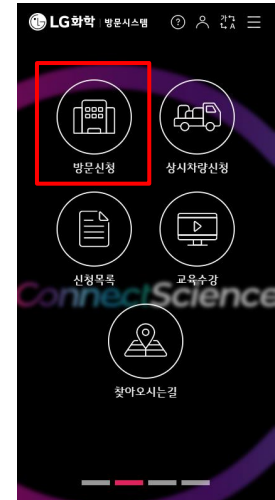 LG화학 방문시스템
방문신청
상시차량신청
신청목록
교육수강
ConnectScience
찾아오시는길